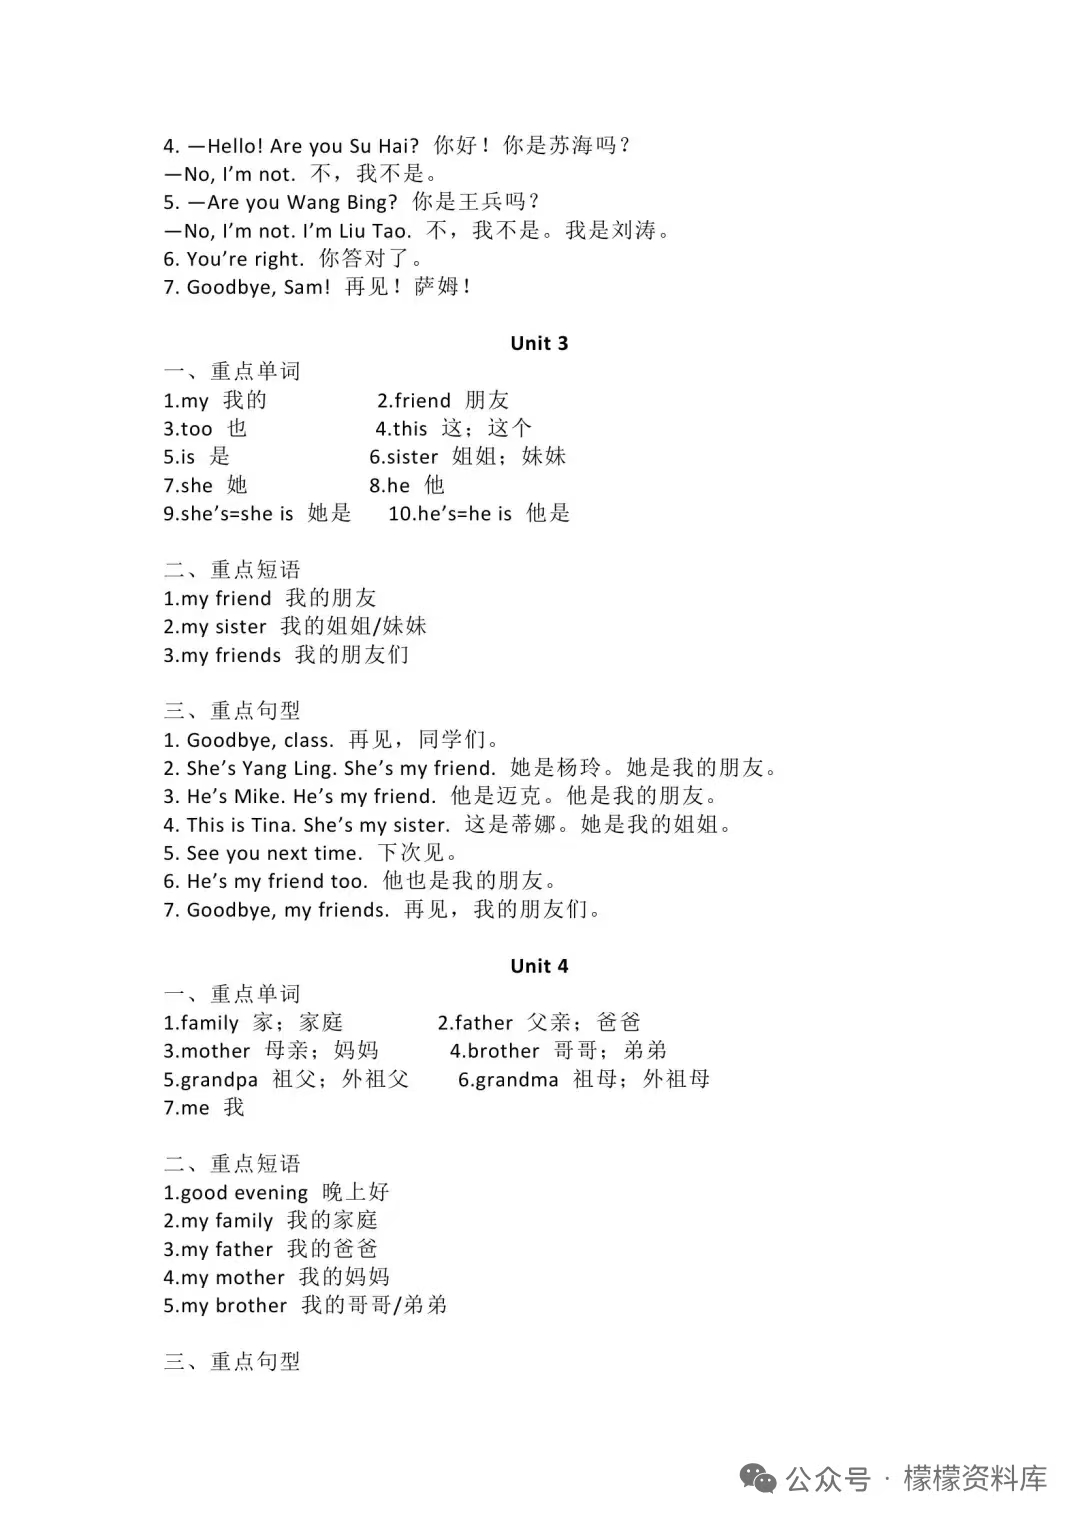 4. —Hello! Are you Su Hai? 你好！你是苏海吗？
—No, I’m not. 不，我不是。
5. —Are you Wang Bing? 你是王兵吗？
—No, I’m not. I’m Liu Tao. 不，我不是。我是刘涛。
6. You’re right. 你答对了。
7. Goodbye, Sam! 再见！萨姆！
Unit 3
一、重点单词
1.my 我的 2.friend 朋友
3.too 也 4.this 这；这个
5.is 是 6.sister 姐姐；妹妹
7.she 她 8.he 他
9.she’s=she is 她是 10.he’s=he is 他是
二、重点短语
1.my friend 我的朋友
2.my sister 我的姐姐/妹妹
3.my friends 我的朋友们
三、重点句型
1. Goodbye, class. 再见，同学们。
2. She’s Yang Ling. She’s my friend. 她是杨玲。她是我的朋友。
3. He’s Mike. He’s my friend. 他是迈克。他是我的朋友。
4. This is Tina. She’s my sister. 这是蒂娜。她是我的姐姐。
5. See you next time. 下次见。
6. He’s my friend too. 他也是我的朋友。
7. Goodbye, my friends. 再见，我的朋友们。
Unit 4
一、重点单词
1.family 家；家庭 2.father 父亲；爸爸
3.mother 母亲；妈妈 4.brother 哥哥；弟弟
5.grandpa 祖父；外祖父 6.grandma 祖母；外祖母
7.me 我
二、重点短语
1.good evening 晚上好
2.my family 我的家庭
3.my father 我的爸爸
4.my mother 我的妈妈
5.my brother 我的哥哥/弟弟
三、重点句型
公众号 · 檬檬资料库